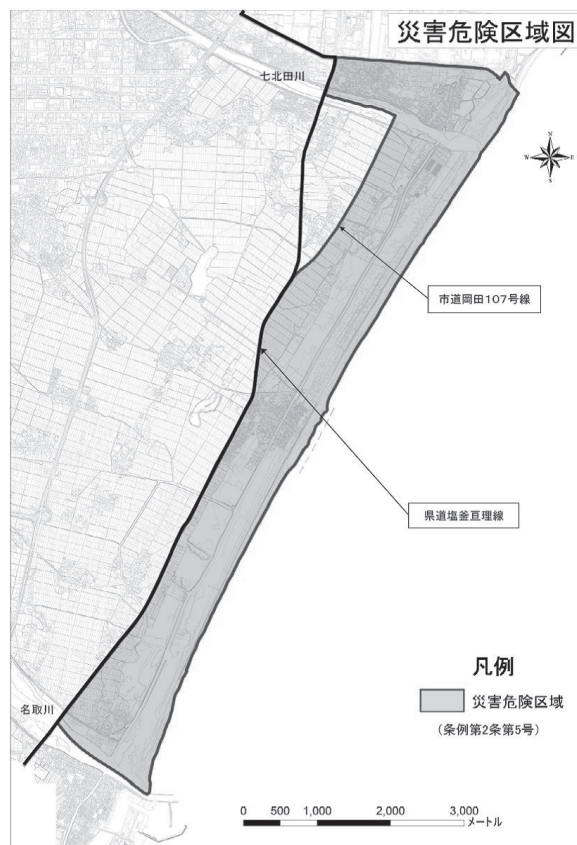 災害危険区域図
七北田川
N
W E
S
市道岡田107号線
県道塩釜亘理線
凡例
災害危険区域
(条例第2条第5号)
名取川
0 500 1,000 2,000 3,000
メートル